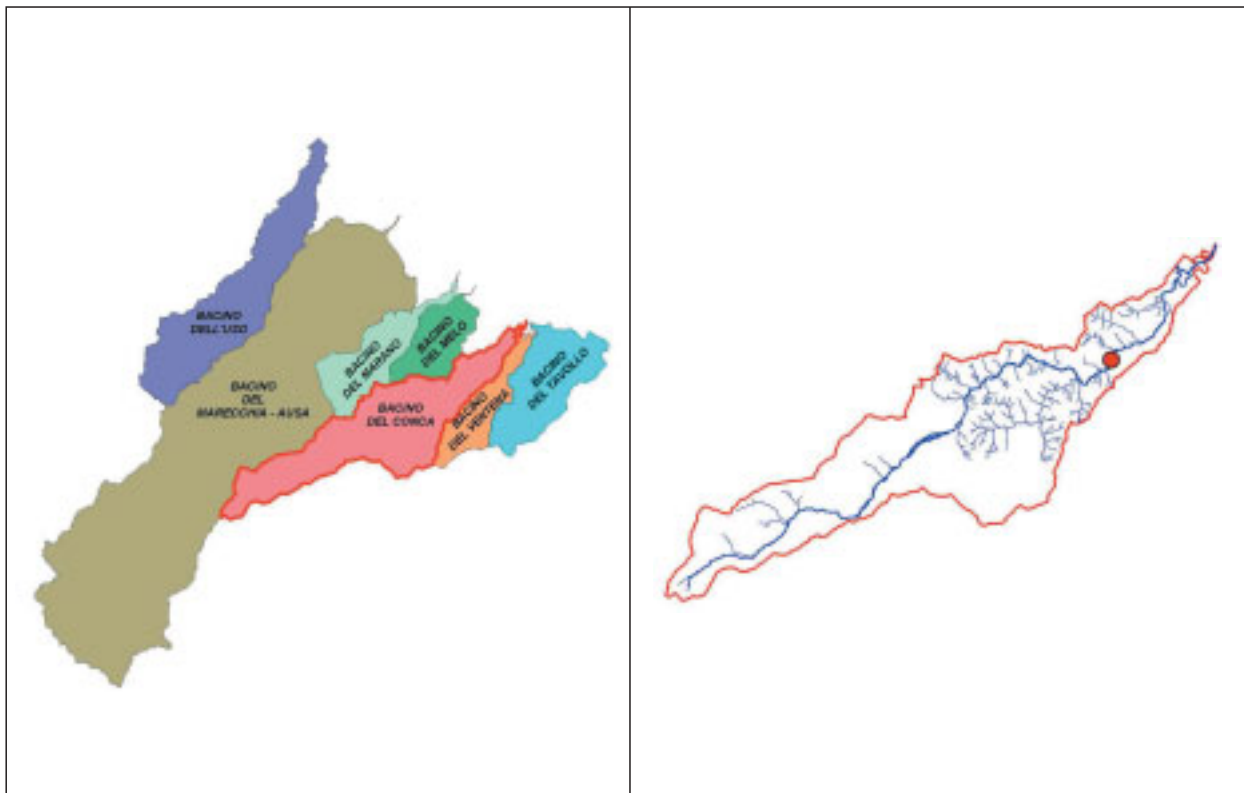 BACINO
DELL'USO
BACINO
DEL
MARECCHIA - AUSA
BACINO
DEL MARANO
BACINO
DEL MELO
BACINO
DEL CONCA
BACINO
DEL VENTENA
BACINO
DEL TAVOLLO